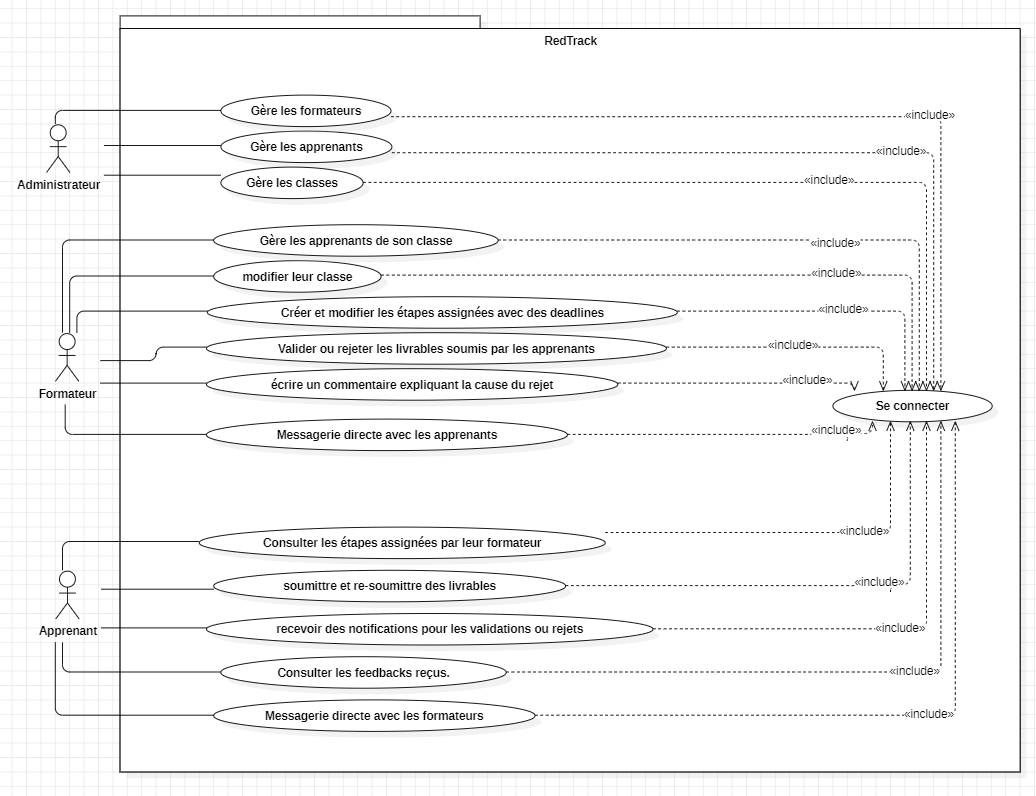 RedTrack
Gère les formateurs
«include»
Gère les apprenants
«include»
Administrateur
Gère les classes
«include»
Gère les apprenants de son classe
«include»
modifier leur classe
«include»
Créer et modifier les étapes assignées avec des deadlines
«include»
Valider ou rejeter les livrables soumis par les apprenants
«include»
Formateur
écrire un commentaire expliquant la cause du rejet
«include»
Se connecter
Messagerie directe avec les apprenants
«include»
Consulter les étapes assignées par leur formateur
«include»
soumittre et re-soumittre des livrables
«include»
Apprenant
recevoir des notifications pour les validations ou rejets
«include»
Consulter les feedbacks reçus.
«include»
Messagerie directe avec les formateurs
«include»